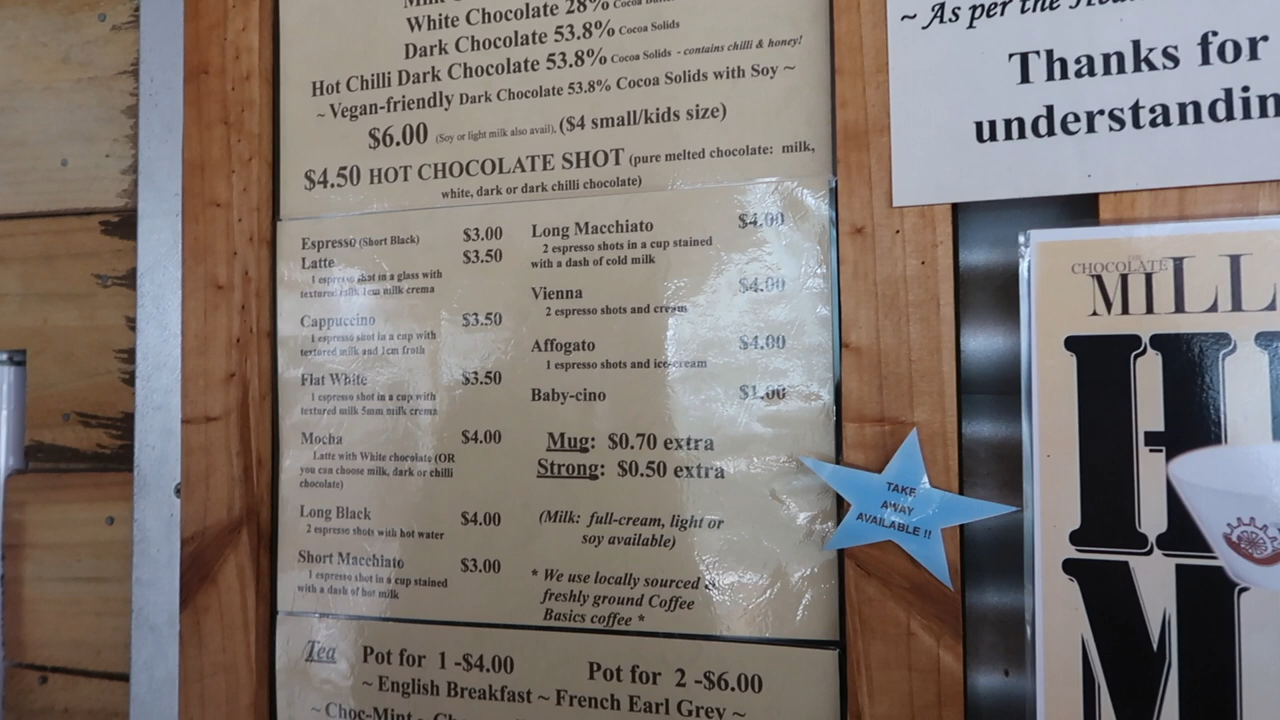 White Chocolate 28% Cocoa
Dark Chocolate 53.8% Cocoa Solids
Hot Chilli Dark Chocolate 53.8% Cocoa Solids - contains chilli & honey!
~ Vegan-friendly Dark Chocolate 53.8% Cocoa Solids with Soy ~
$6.00 (Soy or light milk also avail), ($4 small/kids size)
$4.50 HOT CHOCOLATE SHOT (pure melted chocolate: milk,
white, dark or dark chilli chocolate)
Espresso (Short Black) $3.00
Latte $3.50
1 espresso shot in a glass with
textured milk 1cm milk crema
Cappuccino $3.50
1 espresso shot in a cup with
textured milk and 1cm froth
Flat White $3.50
1 espresso shot in a cup with
textured milk 5mm milk crema
Mocha $4.00
Latte with White chocolate (OR
you can choose milk, dark or chilli
chocolate)
Long Black $4.00
2 espresso shots with hot water
Short Macchiato $3.00
1 espresso shot in a cup stained
with a dash of hot milk
Long Macchiato $4.00
2 espresso shots in a cup stained
with a dash of cold milk
Vienna $4.00
2 espresso shots and cream
Affogato $4.00
1 espresso shots and ice-cream
Baby-cino $1.00
Mug: $0.70 extra
Strong: $0.50 extra
(Milk: full-cream, light or
soy available)
* We use locally sourced &
freshly ground Coffee
Basics coffee *
Tea Pot for 1 -$4.00 Pot for 2 -$6.00
~ English Breakfast ~ French Earl Grey ~
~ Choc-Mint ~
~ As per the
Thanks for
understandin
TAKE
AWAY
AVAILABLE !!
CHOCOLATE
MILL
H
M